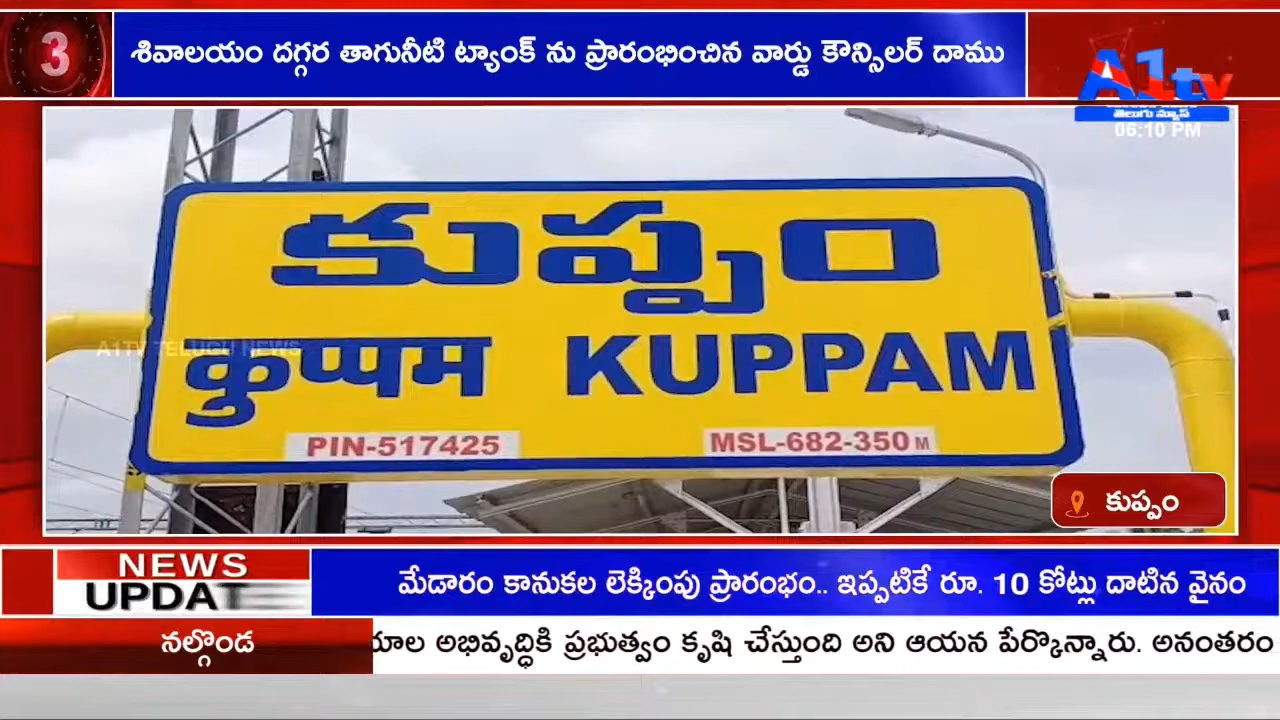 3
శివాలయం దగ్గర తాగునీటి ట్యాంక్ ను ప్రారంభించిన వార్డు కౌన్సిలర్ దాము
A1tv
తెలుగు న్యూస్
06:10 PM
కుప్పం
A1TV TELUGU NEWS
कुप्पम KUPPAM
PIN-517425 MSL-682-350 M
కుప్పం
NEWS
UPDAT
మేడారం కానుకల లెక్కింపు ప్రారంభం.. ఇప్పటికే రూ. 10 కోట్లు దాటిన వైనం
నల్గొండ
యాల అభివృద్ధికి ప్రభుత్వం కృషి చేస్తుంది అని ఆయన పేర్కొన్నారు. అనంతరం